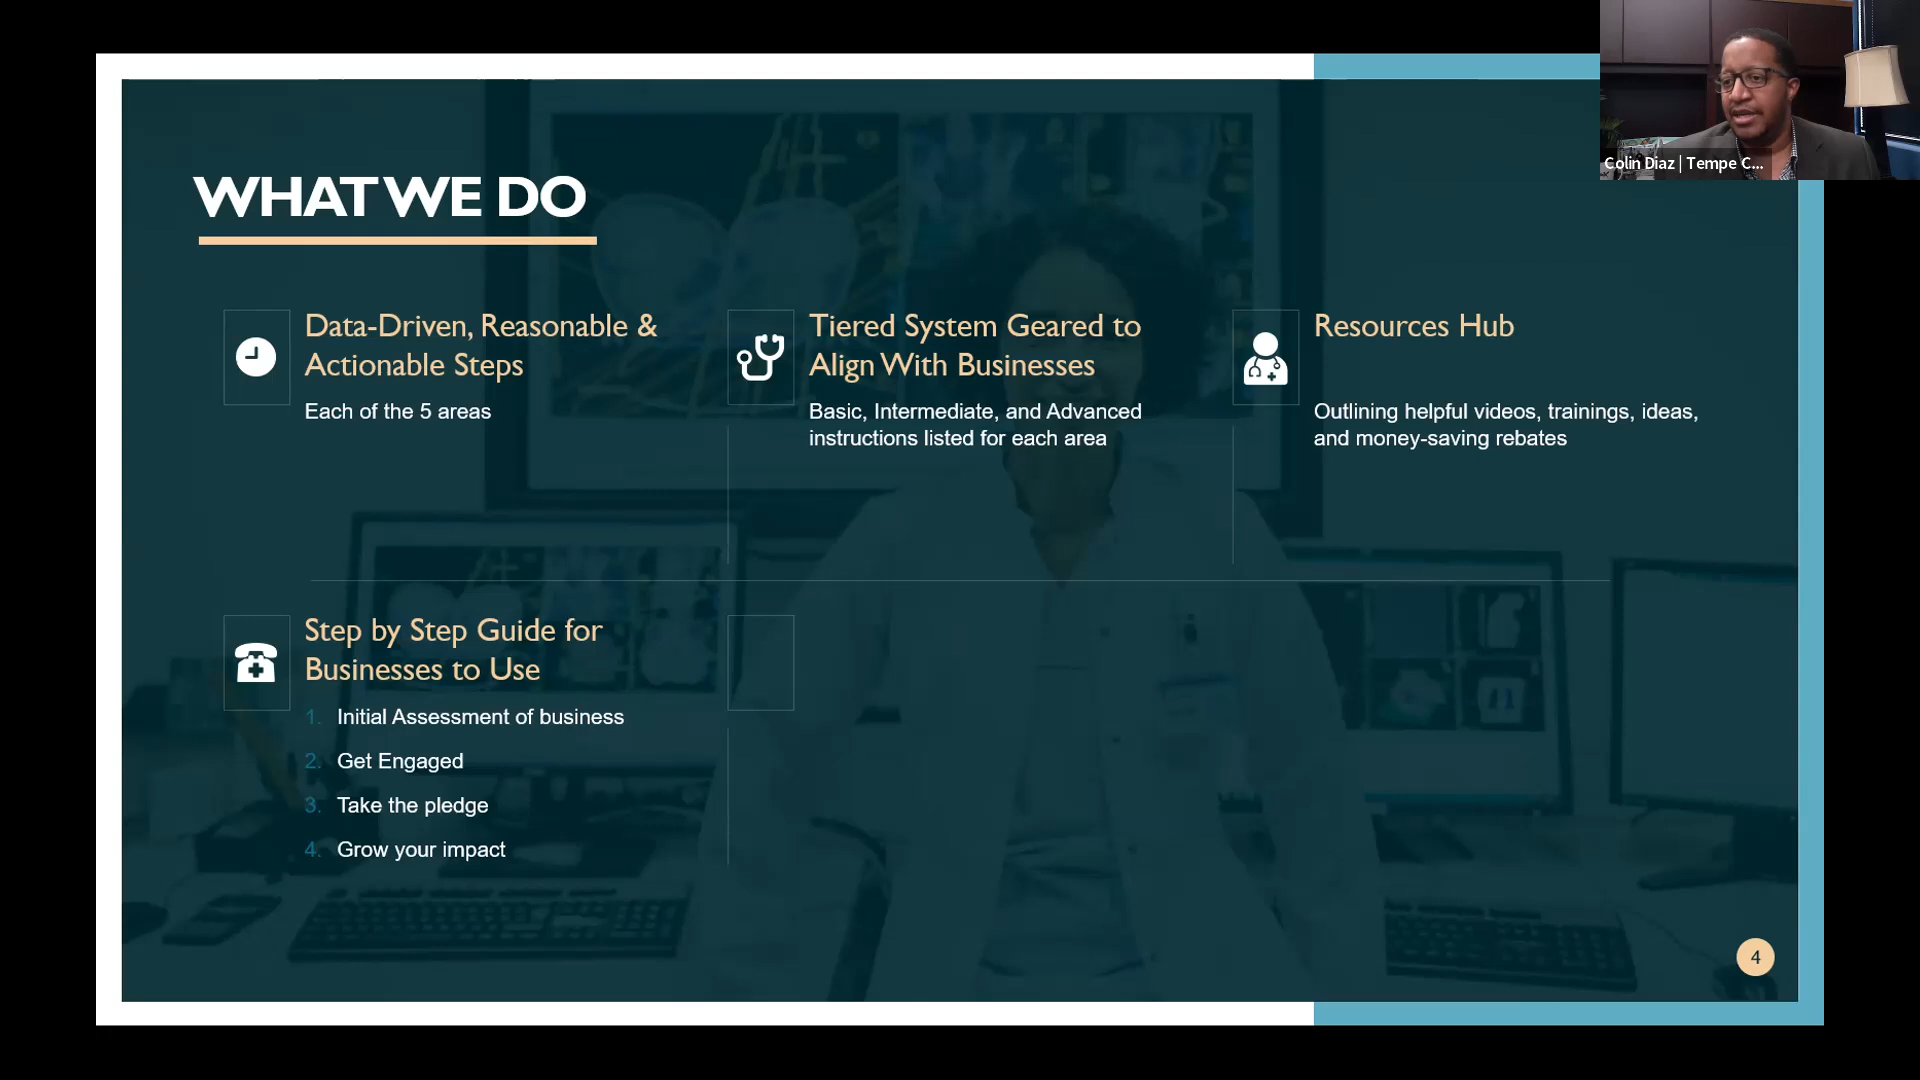 Colin Diaz | Tempe C...
WHAT WE DO
Data-Driven, Reasonable &
Actionable Steps
Each of the 5 areas
Tiered System Geared to
Align With Businesses
Basic, Intermediate, and Advanced
instructions listed for each area
Resources Hub
Outlining helpful videos, trainings, ideas,
and money-saving rebates
Step by Step Guide for
Businesses to Use
1. Initial Assessment of business
2. Get Engaged
3. Take the pledge
4. Grow your impact
4